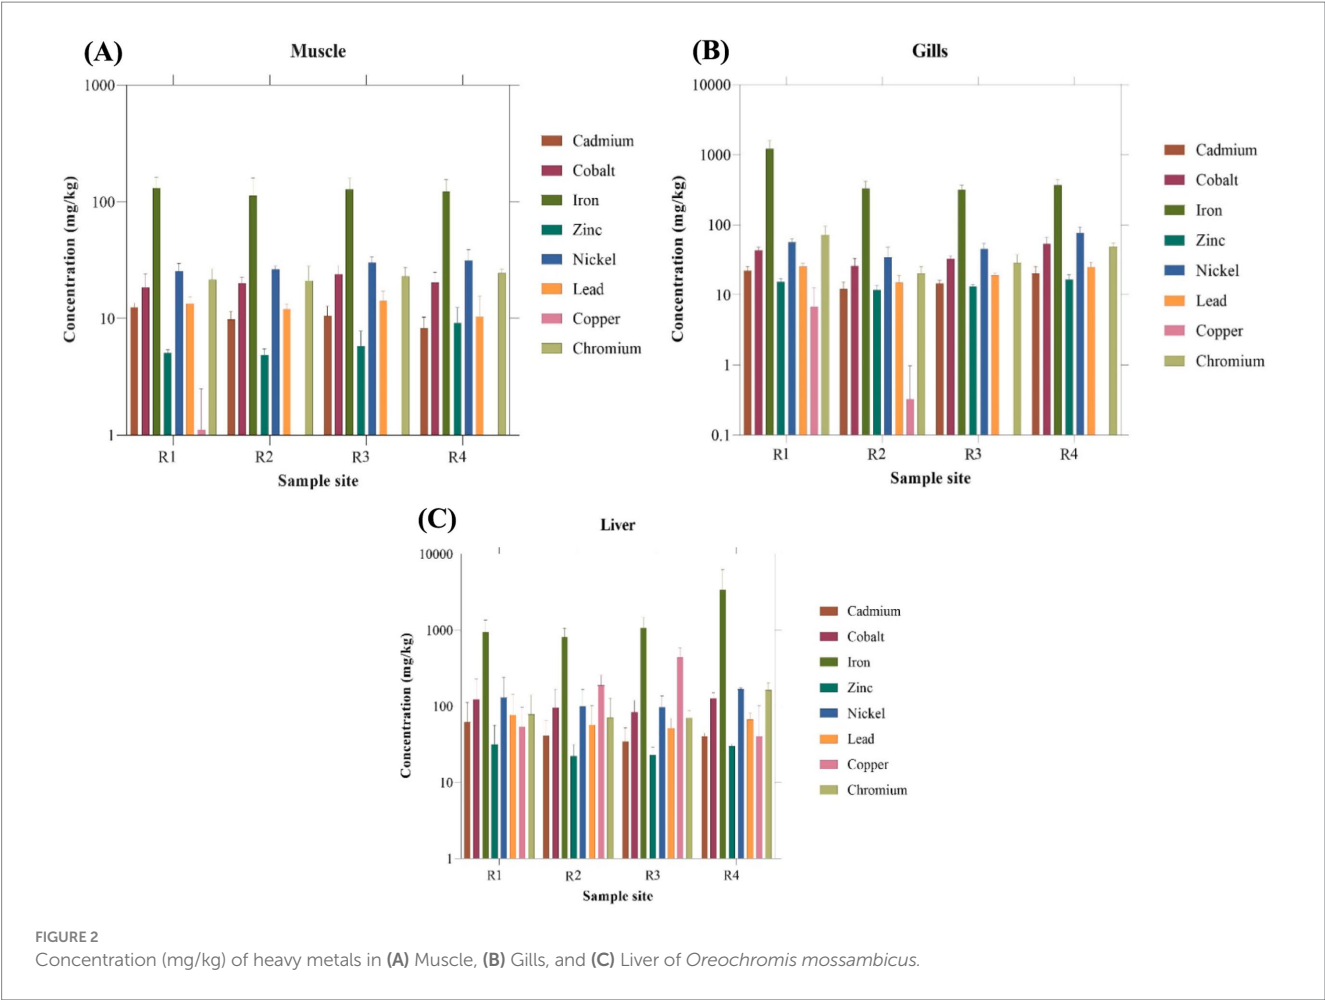 (A)
Muscle
Concentration (mg/kg)
1000
100
10
1
R1 R2 R3 R4
Sample site
Cadmium
Cobalt
Iron
Zinc
Nickel
Lead
Copper
Chromium
(B)
Gills
Concentration (mg/kg)
10000
1000
100
10
1
0.1
R1 R2 R3 R4
Sample site
Cadmium
Cobalt
Iron
Zinc
Nickel
Lead
Copper
Chromium
(C)
Liver
Concentration (mg/kg)
10000
1000
100
10
1
R1 R2 R3 R4
Sample site
Cadmium
Cobalt
Iron
Zinc
Nickel
Lead
Copper
Chromium
FIGURE 2
Concentration (mg/kg) of heavy metals in (A) Muscle, (B) Gills, and (C) Liver of Oreochromis mossambicus.